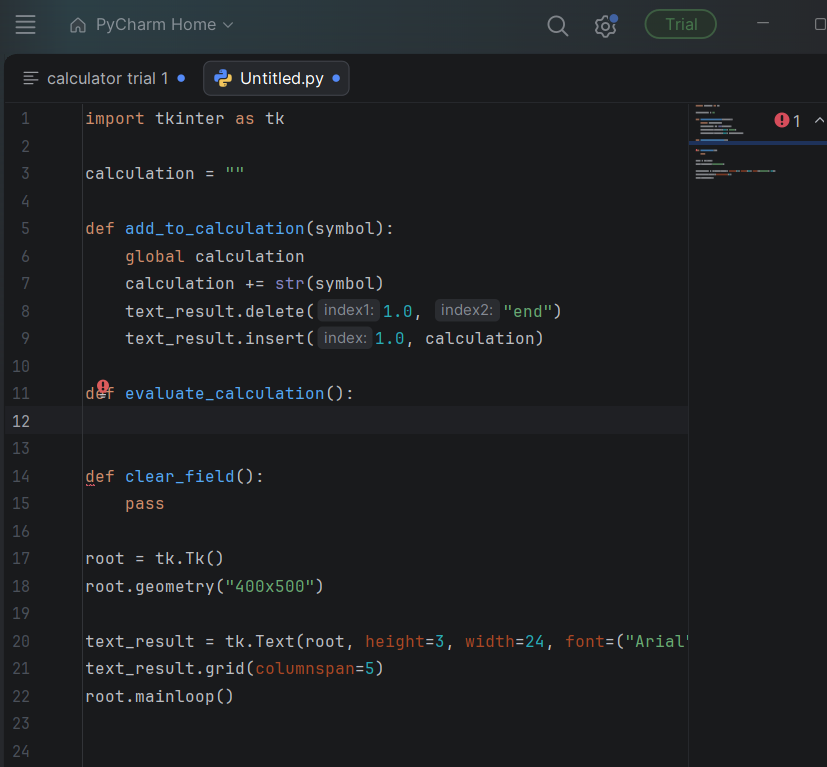 PyCharm Home
Trial
calculator trial 1
Untitled.py
1 import tkinter as tk
1
2
3 calculation = ""
4
5 def add_to_calculation(symbol):
6 global calculation
7 calculation += str(symbol)
8 text_result.delete( index1: 1.0, index2: "end")
9 text_result.insert( index: 1.0, calculation)
10
11 def evaluate_calculation():
12
13
14 def clear_field():
15 pass
16
17 root = tk.Tk()
18 root.geometry("400x500")
19
20 text_result = tk.Text(root, height=3, width=24, font=("Arial"
21 text_result.grid(columnspan=5)
22 root.mainloop()
23
24